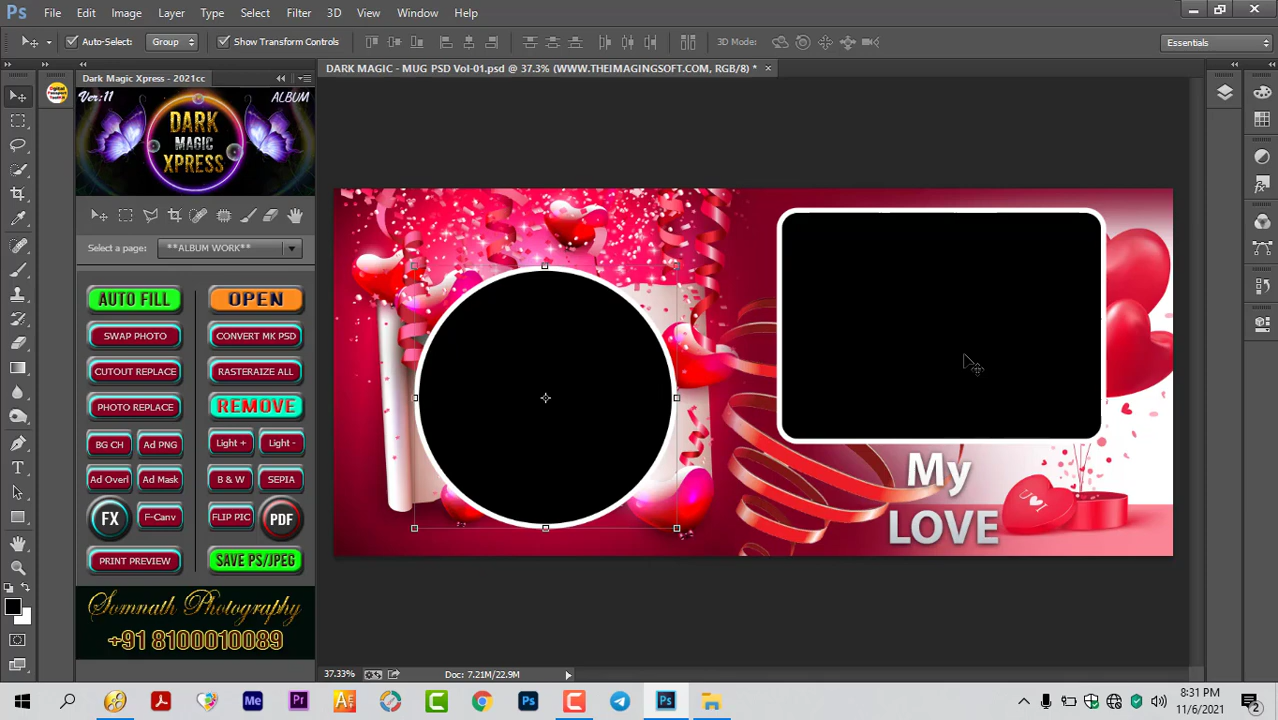 Ps File Edit Image Layer Type Select Filter 3D View Window Help
Auto-Select: Group Show Transform Controls 3D Mode: Essentials
Dark Magic Xpress - 2021cc
DARK MAGIC - MUG PSD Vol-01.psd @ 37.3% (WWW.THEIMAGINGSOFT.COM, RGB/8) *
Ver:11 ALBUM
DARK
MAGIC
XPRESS
Select a page: **ALBUM WORK**
AUTO FILL OPEN
SWAP PHOTO CONVERT MK PSD
CUTOUT REPLACE RASTERAIZE ALL
PHOTO REPLACE REMOVE
BG CH Ad PNG Light + Light -
Ad Overl Ad Mask B & W SEPIA
FX F-Canv FLIP PIC PDF
PRINT PREVIEW SAVE PS/JPEG
Somnath Photography
+91 8100010089
My
LOVE
U I
37.33% Doc: 7.21M/22.9M
Me Pr Ps Ps
8:31 PM
11/6/2021
2